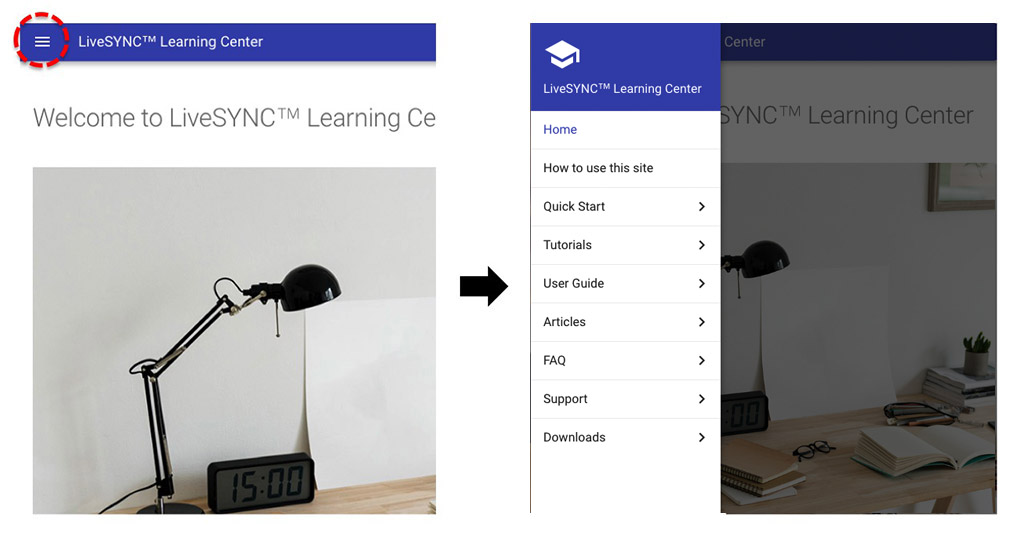 LiveSYNC™ Learning Center
Welcome to LiveSYNC™ Learning Ce
15:00
LiveSYNC™ Learning Center
Home
How to use this site
Quick Start
Tutorials
User Guide
Articles
FAQ
Support
Downloads
Center
SYNC™ Learning Center
:00